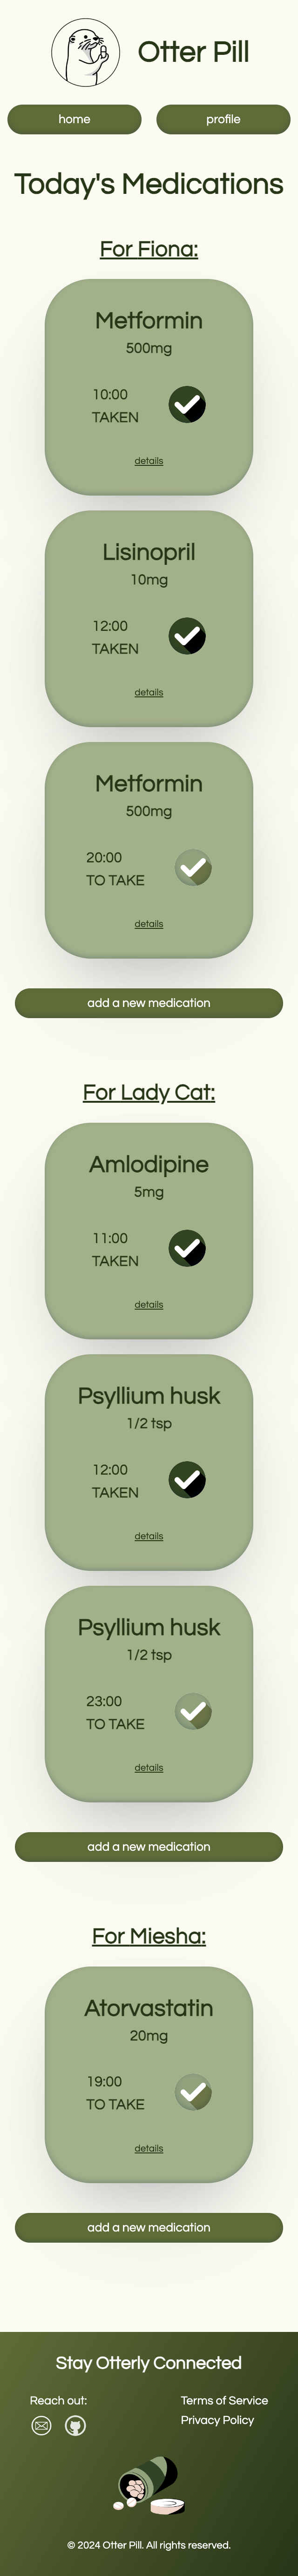 Otter Pill
home
profile
Today's Medications
For Fiona:
Metformin
500mg
10:00
TAKEN
details
Lisinopril
10mg
12:00
TAKEN
details
Metformin
500mg
20:00
TO TAKE
details
add a new medication
For Lady Cat:
Amlodipine
5mg
11:00
TAKEN
details
Psyllium husk
1/2 tsp
12:00
TAKEN
details
Psyllium husk
1/2 tsp
23:00
TO TAKE
details
add a new medication
For Miesha:
Atorvastatin
20mg
19:00
TO TAKE
details
add a new medication
Stay Otterly Connected
Reach out:
Terms of Service
Privacy Policy
© 2024 Otter Pill. All rights reserved.